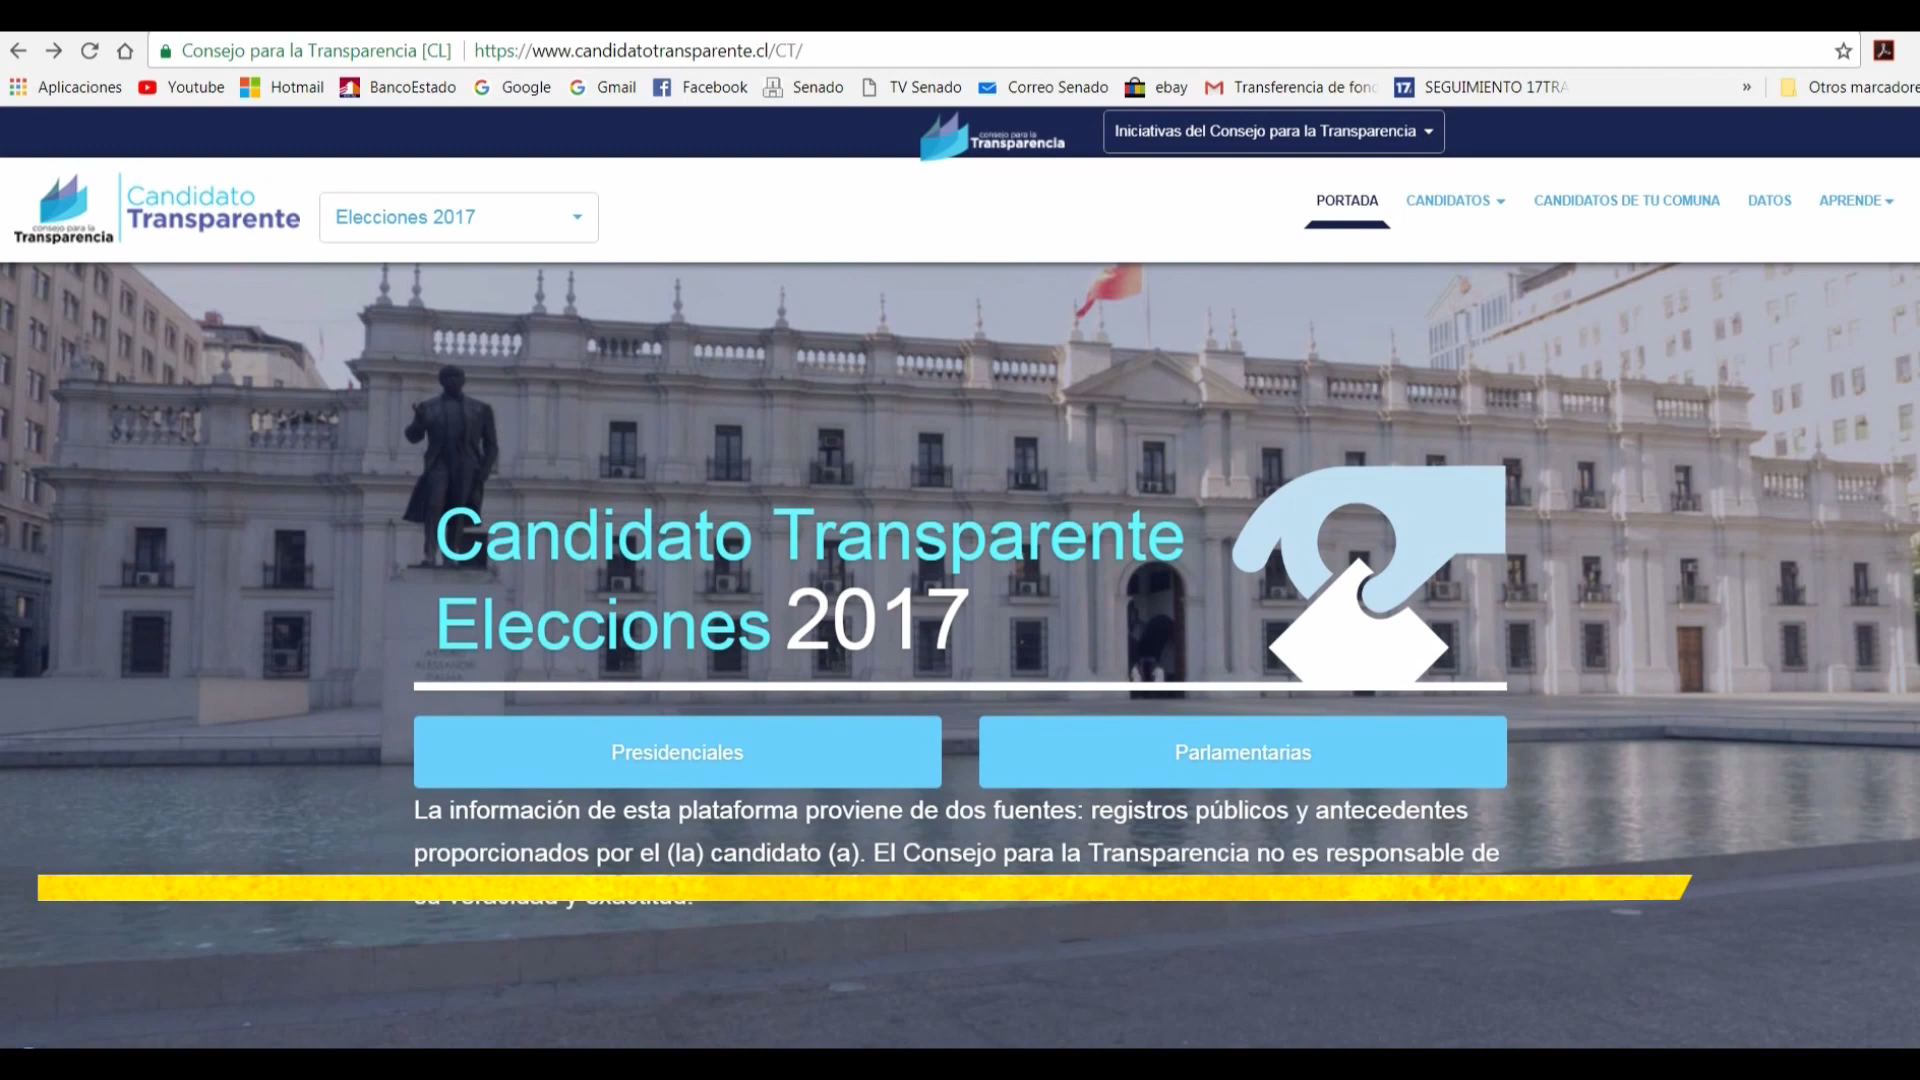 Consejo para la Transparencia [CL] https://www.candidatotransparente.cl/CT/
Aplicaciones Youtube Hotmail BancoEstado Google Gmail Facebook Senado TV Senado Correo Senado ebay Transferencia de fon 17. SEGUIMIENTO 17TRA » Otros marcadore
consejo para la
Transparencia
Iniciativas del Consejo para la Transparencia
consejo para la
Transparencia
Candidato
Transparente
Elecciones 2017
PORTADA CANDIDATOS CANDIDATOS DE TU COMUNA DATOS APRENDE
Candidato Transparente
Elecciones 2017
Presidenciales Parlamentarias
La información de esta plataforma proviene de dos fuentes: registros públicos y antecedentes
proporcionados por el (la) candidato (a). El Consejo para la Transparencia no es responsable de
su veracidad y exactitud.